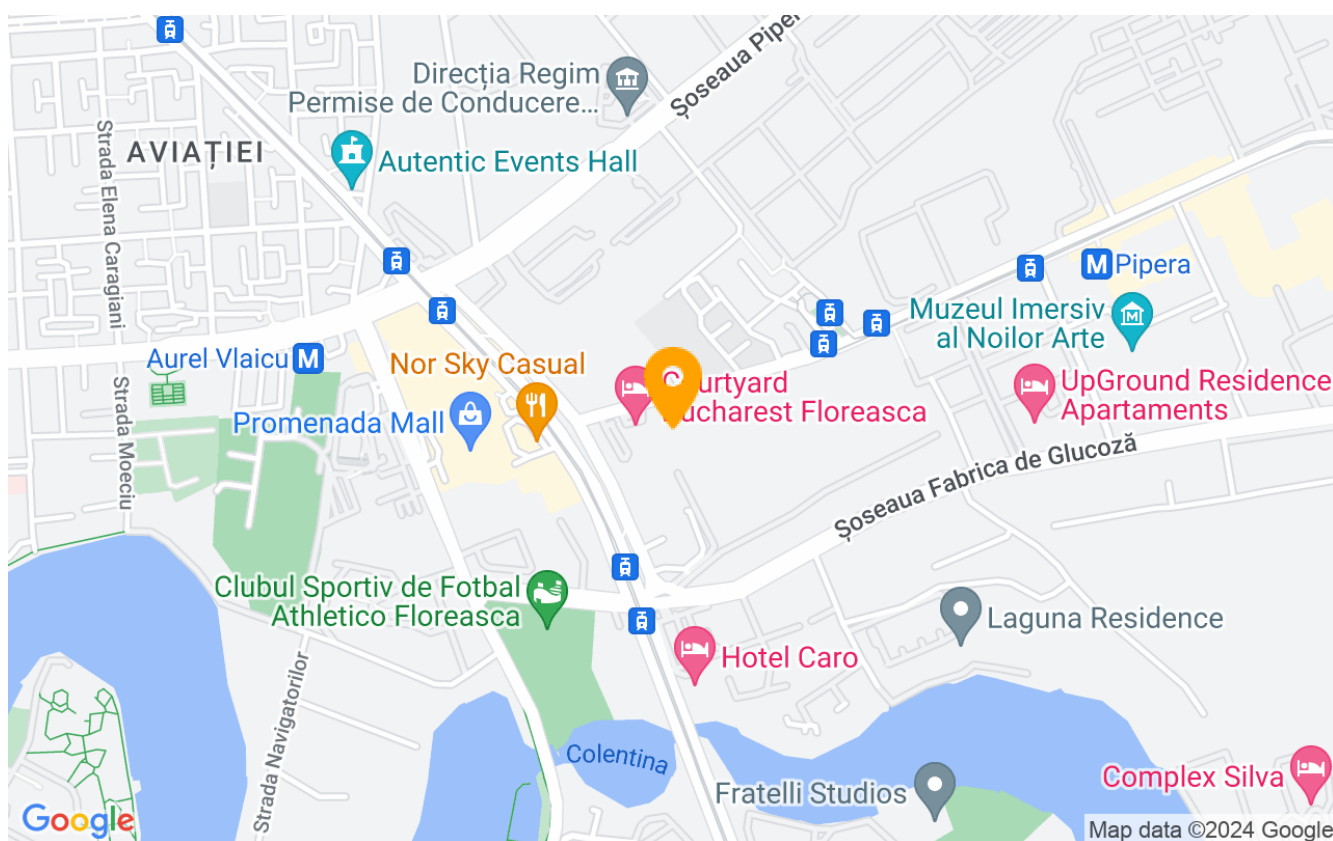 Direcția Regim
Permise de Conducere...
Șoseaua Piper
Strada Elena Caragiani
AVIAȚIEI
Autentic Events Hall
M Pipera
Muzeul Imersiv
al Noilor Arte
Aurel Vlaicu M
Nor Sky Casual
Courtyard
Bucharest Floreasca
UpGround Residence
Apartaments
Promenada Mall
Strada Moeciu
Șoseaua Fabrica de Glucoză
Clubul Sportiv de Fotbal
Athletico Floreasca
Laguna Residence
Hotel Caro
Strada Navigatorilor
Colentina
Fratelli Studios
Complex Silva
Google
Map data ©2024 Google